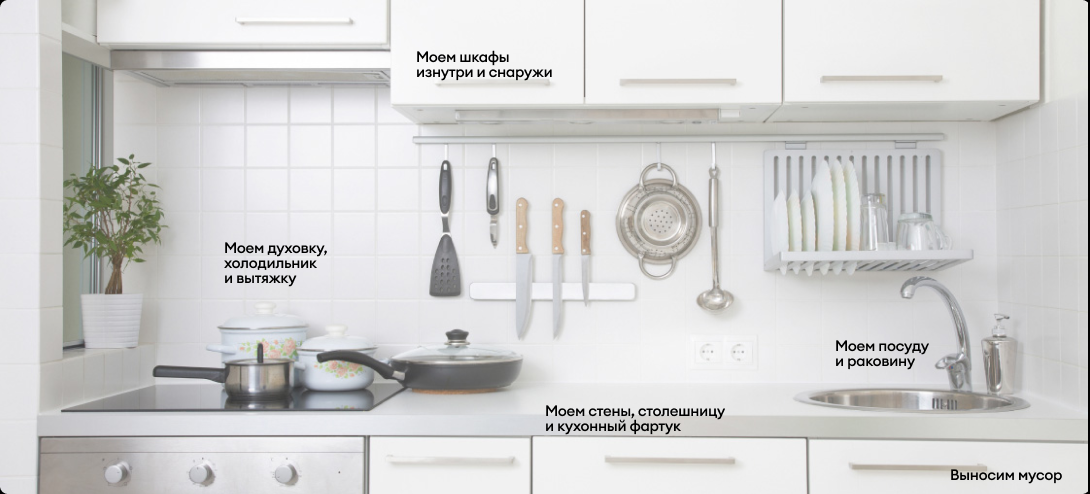 Моем шкафы
изнутри и снаружи
Моем духовку,
холодильник
и вытяжку
Моем посуду
и раковину
Моем стены, столешницу
и кухонный фартук
Выносим мусор